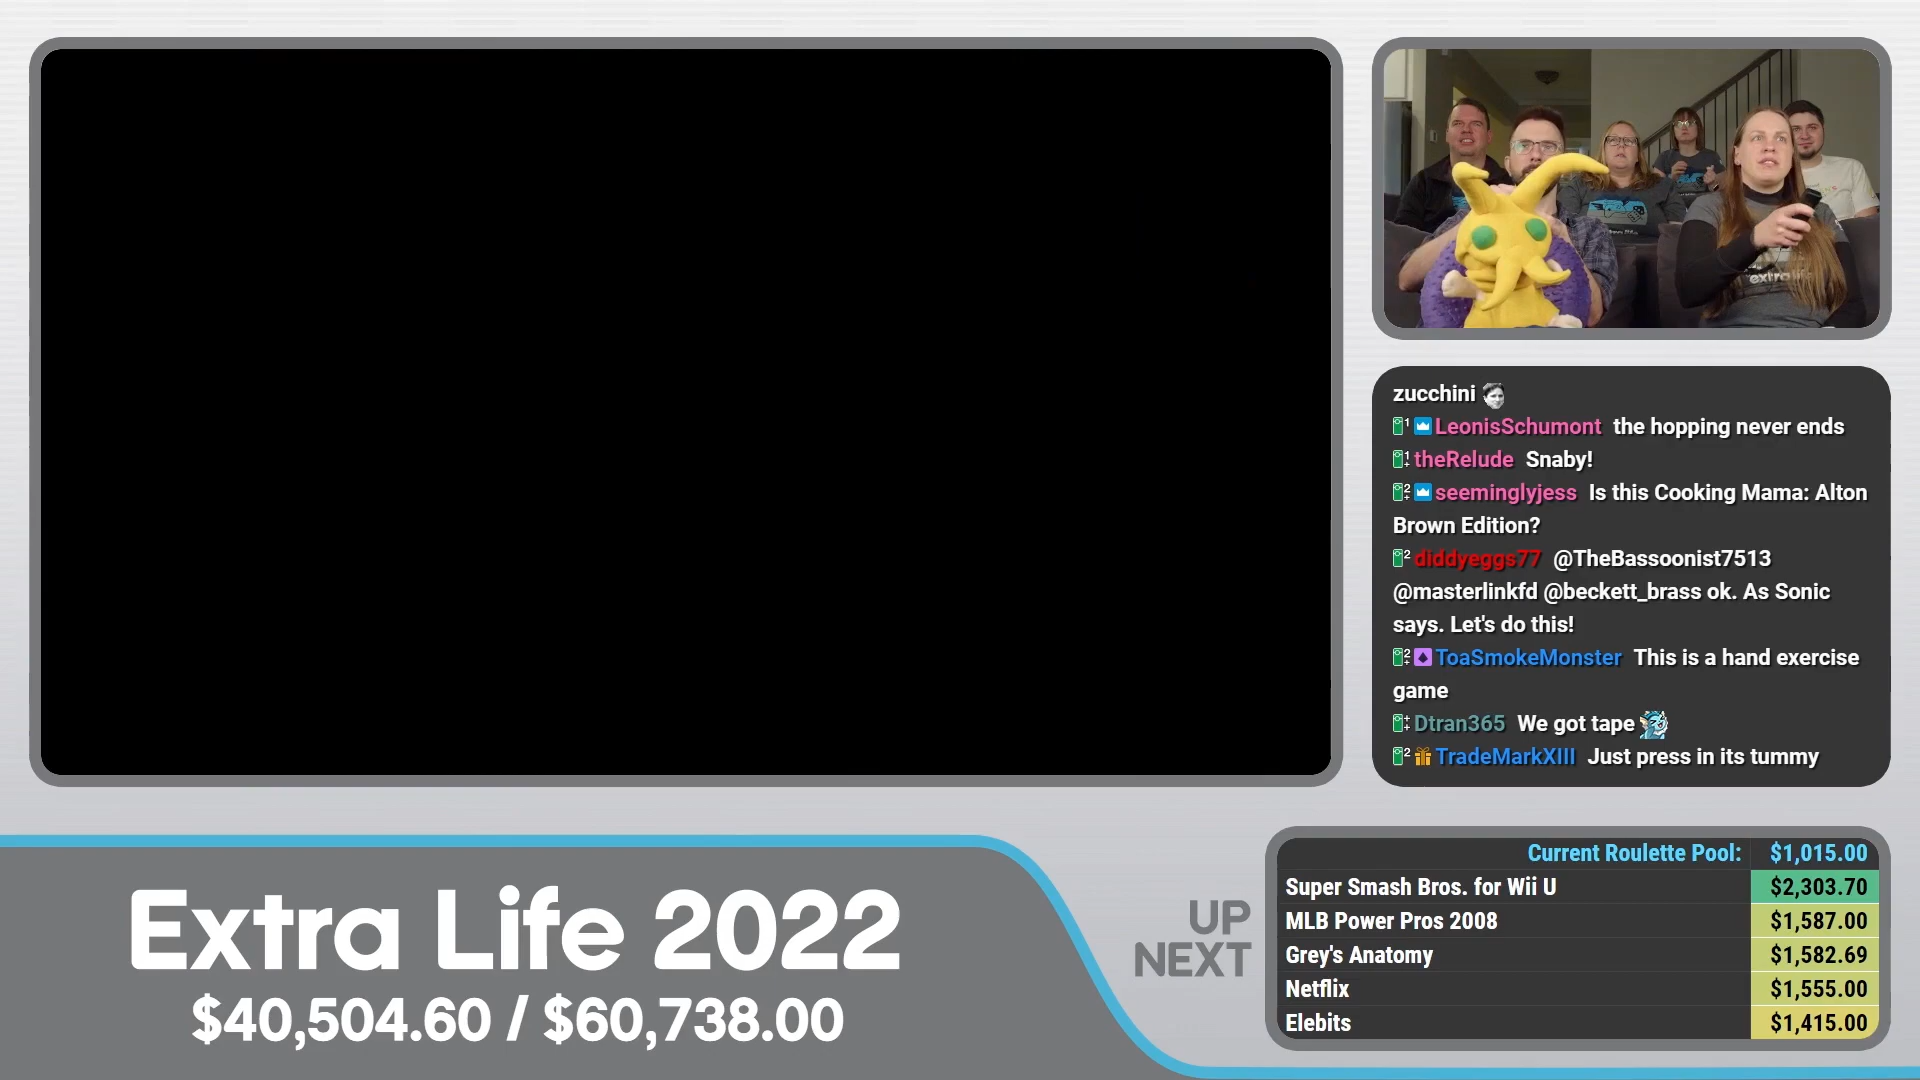 zucchini
LeonisSchumont the hopping never ends
theRelude Snaby!
seeminglyjess Is this Cooking Mama: Alton
Brown Edition?
diddyeggs77 @TheBassoonist7513
@masterlinkfd @beckett_brass ok. As Sonic
says. Let's do this!
ToaSmokeMonster This is a hand exercise
game
Dtran365 We got tape
TradeMarkXIII Just press in its tummy
extralife
Current Roulette Pool: $1,015.00
Super Smash Bros. for Wii U $2,303.70
MLB Power Pros 2008 $1,587.00
Grey's Anatomy $1,582.69
Netflix $1,555.00
Elebits $1,415.00
UP
NEXT
Extra Life 2022
$40,504.60 / $60,738.00